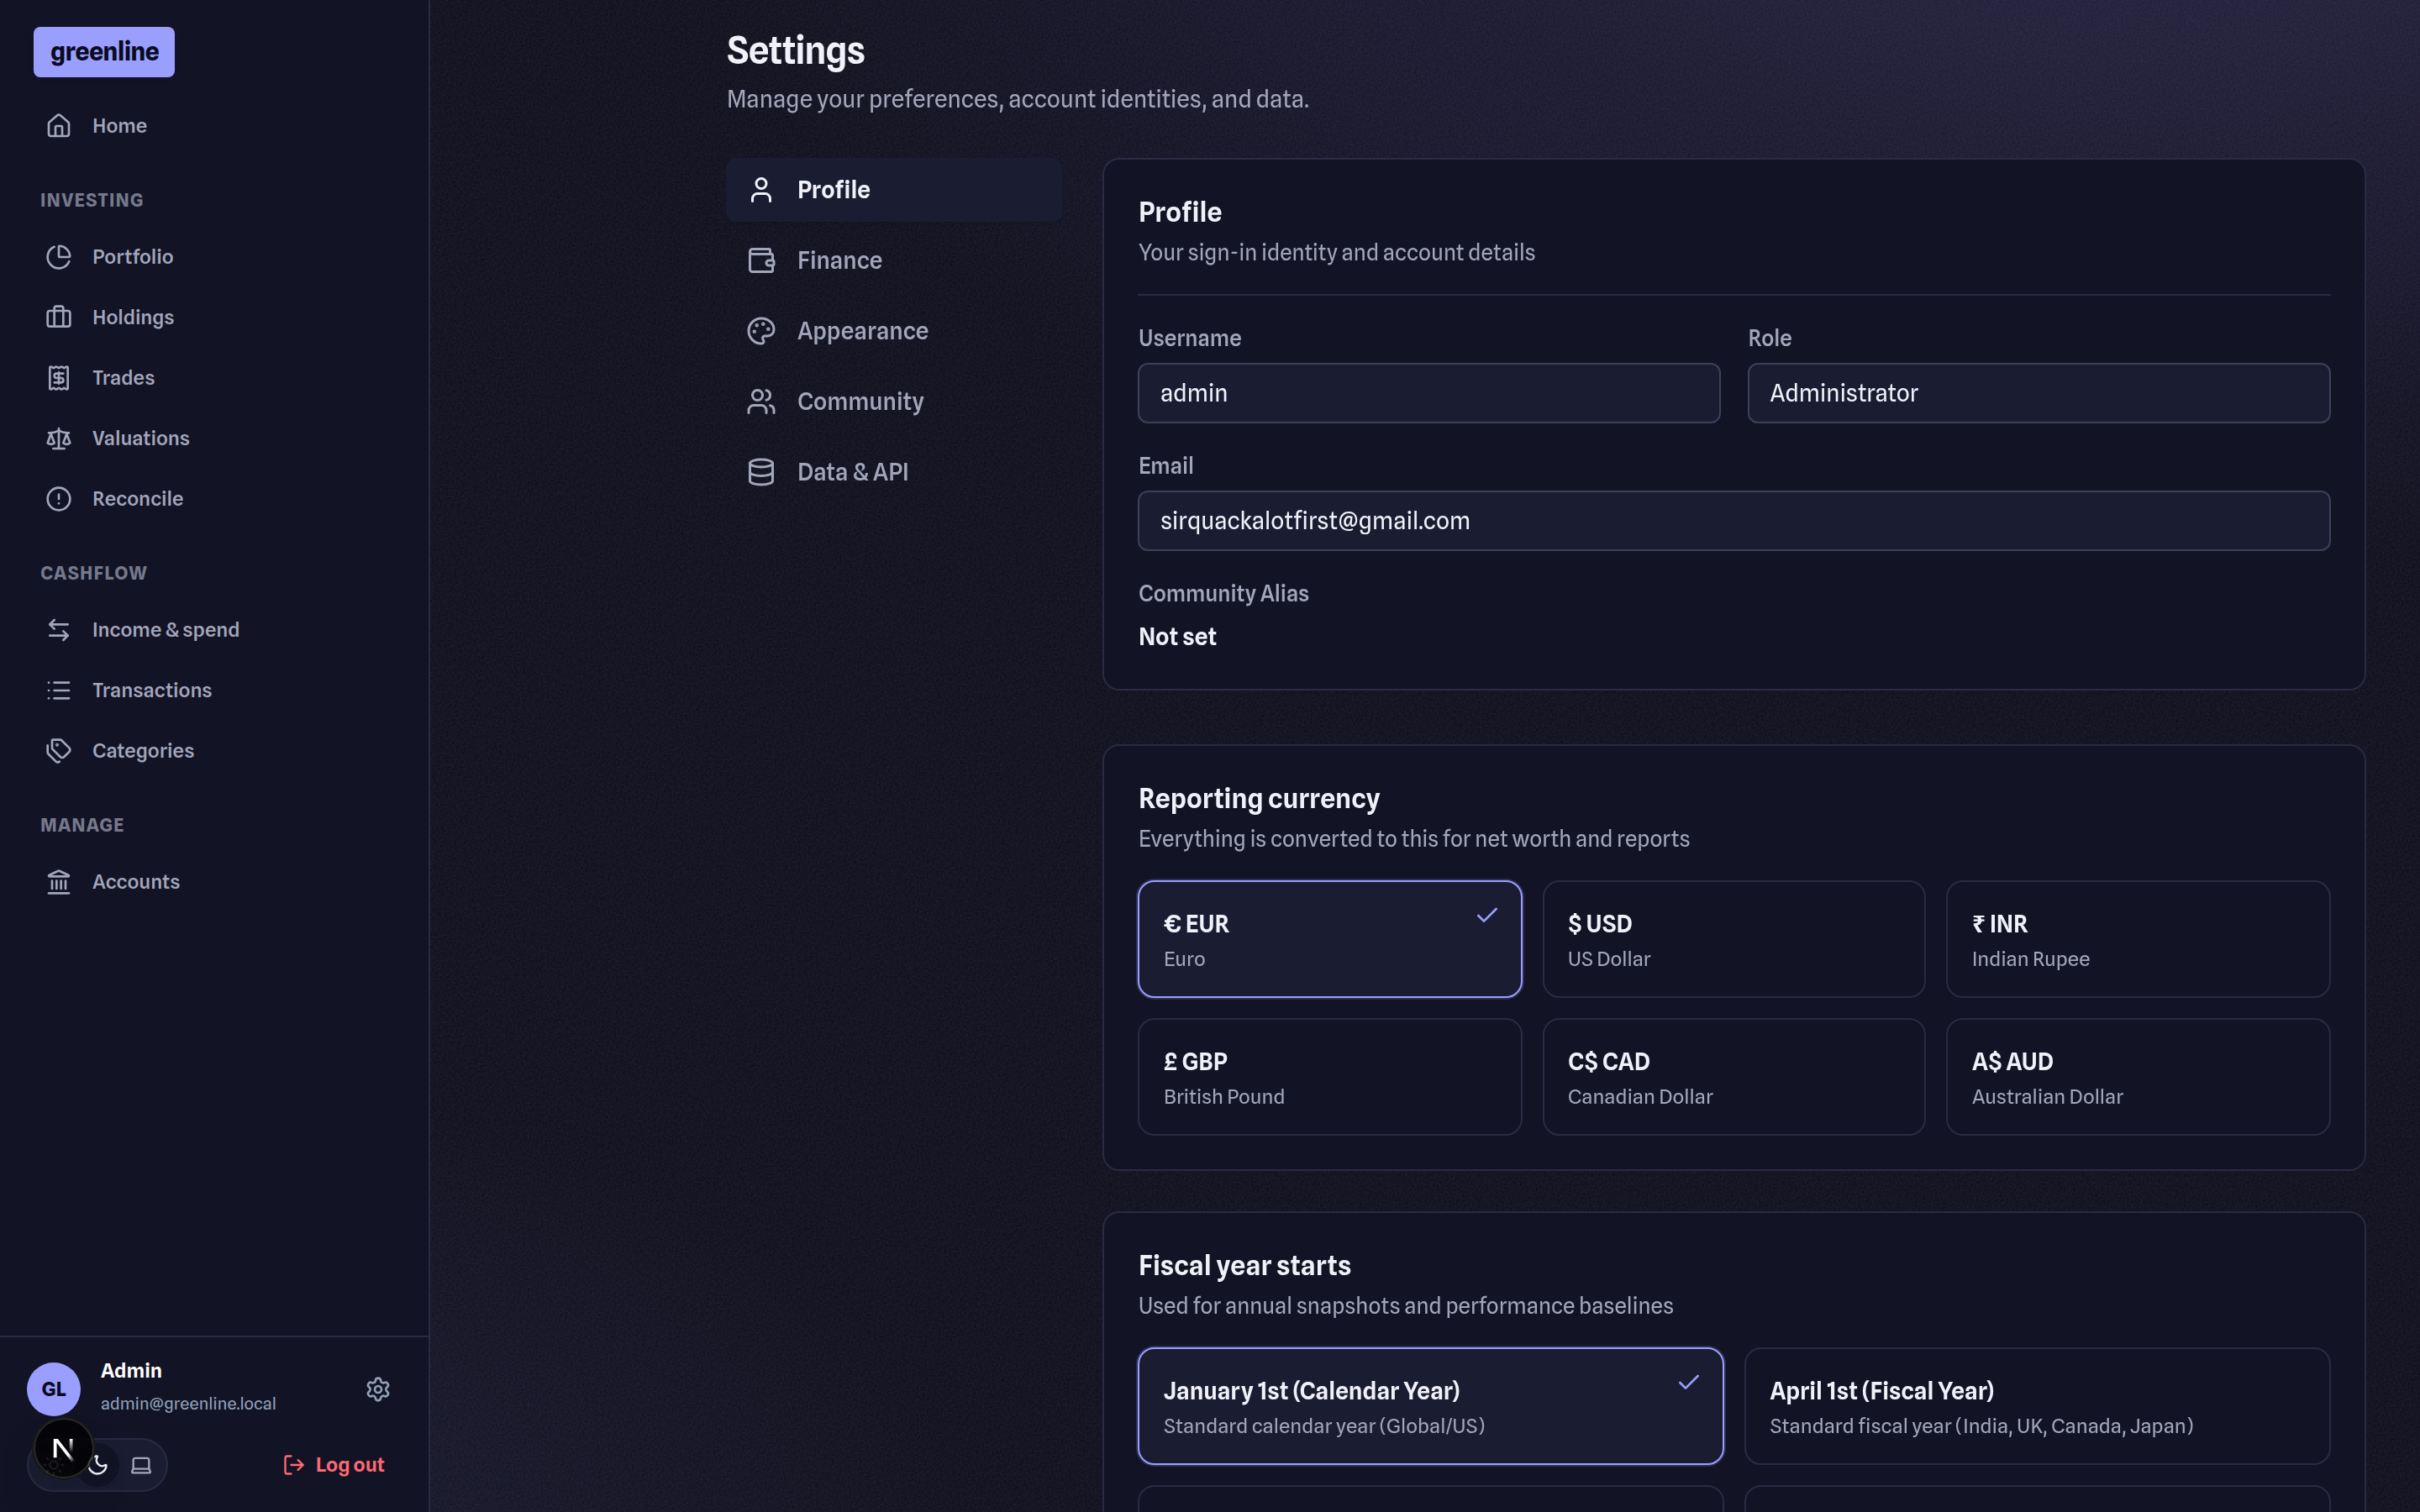 greenline
Home
INVESTING
Portfolio
Holdings
Trades
Valuations
Reconcile
CASHFLOW
Income & spend
Transactions
Categories
MANAGE
Accounts
GL
Admin
admin@greenline.local
N
Log out
Settings
Manage your preferences, account identities, and data.
Profile
Finance
Appearance
Community
Data & API
Profile
Your sign-in identity and account details
Username
Role
admin
Administrator
Email
sirquackalotfirst@gmail.com
Community Alias
Not set
Reporting currency
Everything is converted to this for net worth and reports
€ EUR
Euro
$ USD
US Dollar
₹ INR
Indian Rupee
£ GBP
British Pound
C$ CAD
Canadian Dollar
A$ AUD
Australian Dollar
Fiscal year starts
Used for annual snapshots and performance baselines
January 1st (Calendar Year)
Standard calendar year (Global/US)
April 1st (Fiscal Year)
Standard fiscal year (India, UK, Canada, Japan)